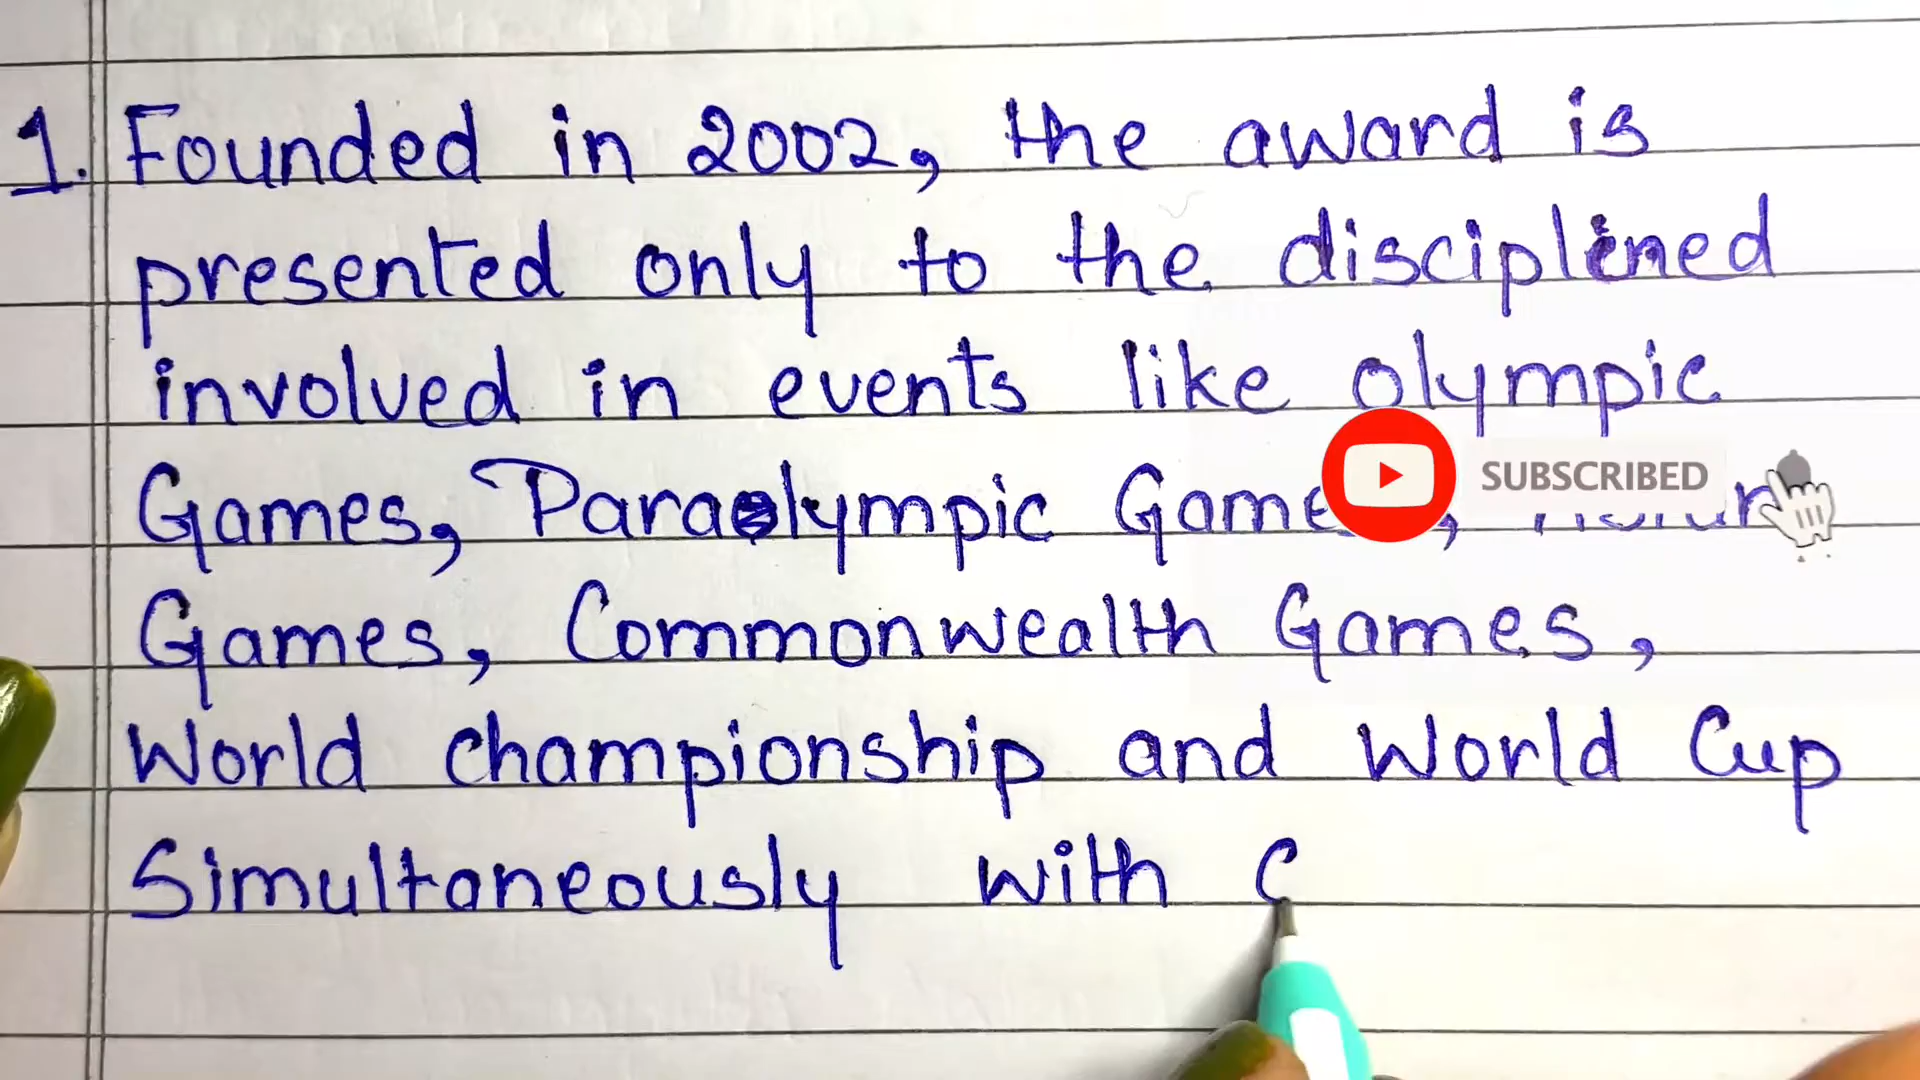 1. Founded in 2002, the award is
presented only to the disciplined
involved in events like olympic
Games, Paraolympic Game ,
SUBSCRIBED
Games, Commonwealth Games,
World championship and World Cup
Simultaneously with C